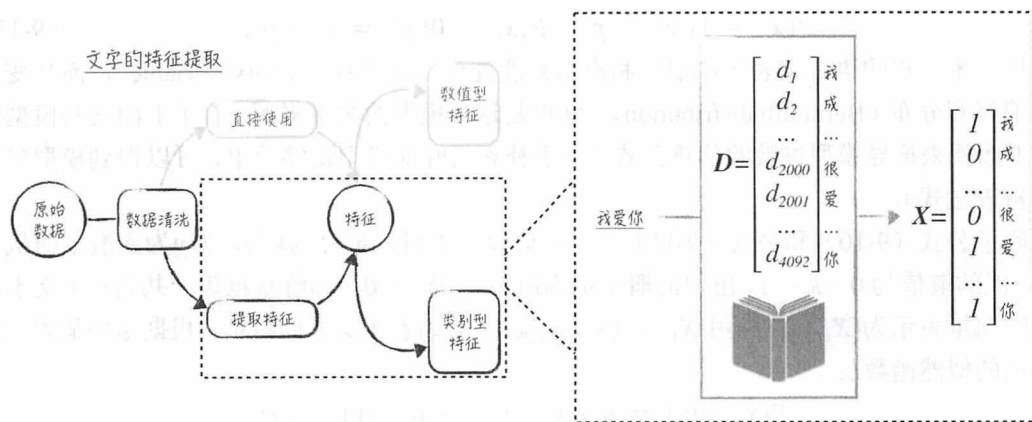 文字的特征提取
直接使用
数值型
特征
原始
数据
数据清洗
特征
提取特征
类别型
特征
我爱你
D=
d1 我
d2 成
... ...
d2000 很
d2001 爱
... ...
d4092 你
X=
1 我
0 成
... ...
0 很
1 爱
... ...
1 你